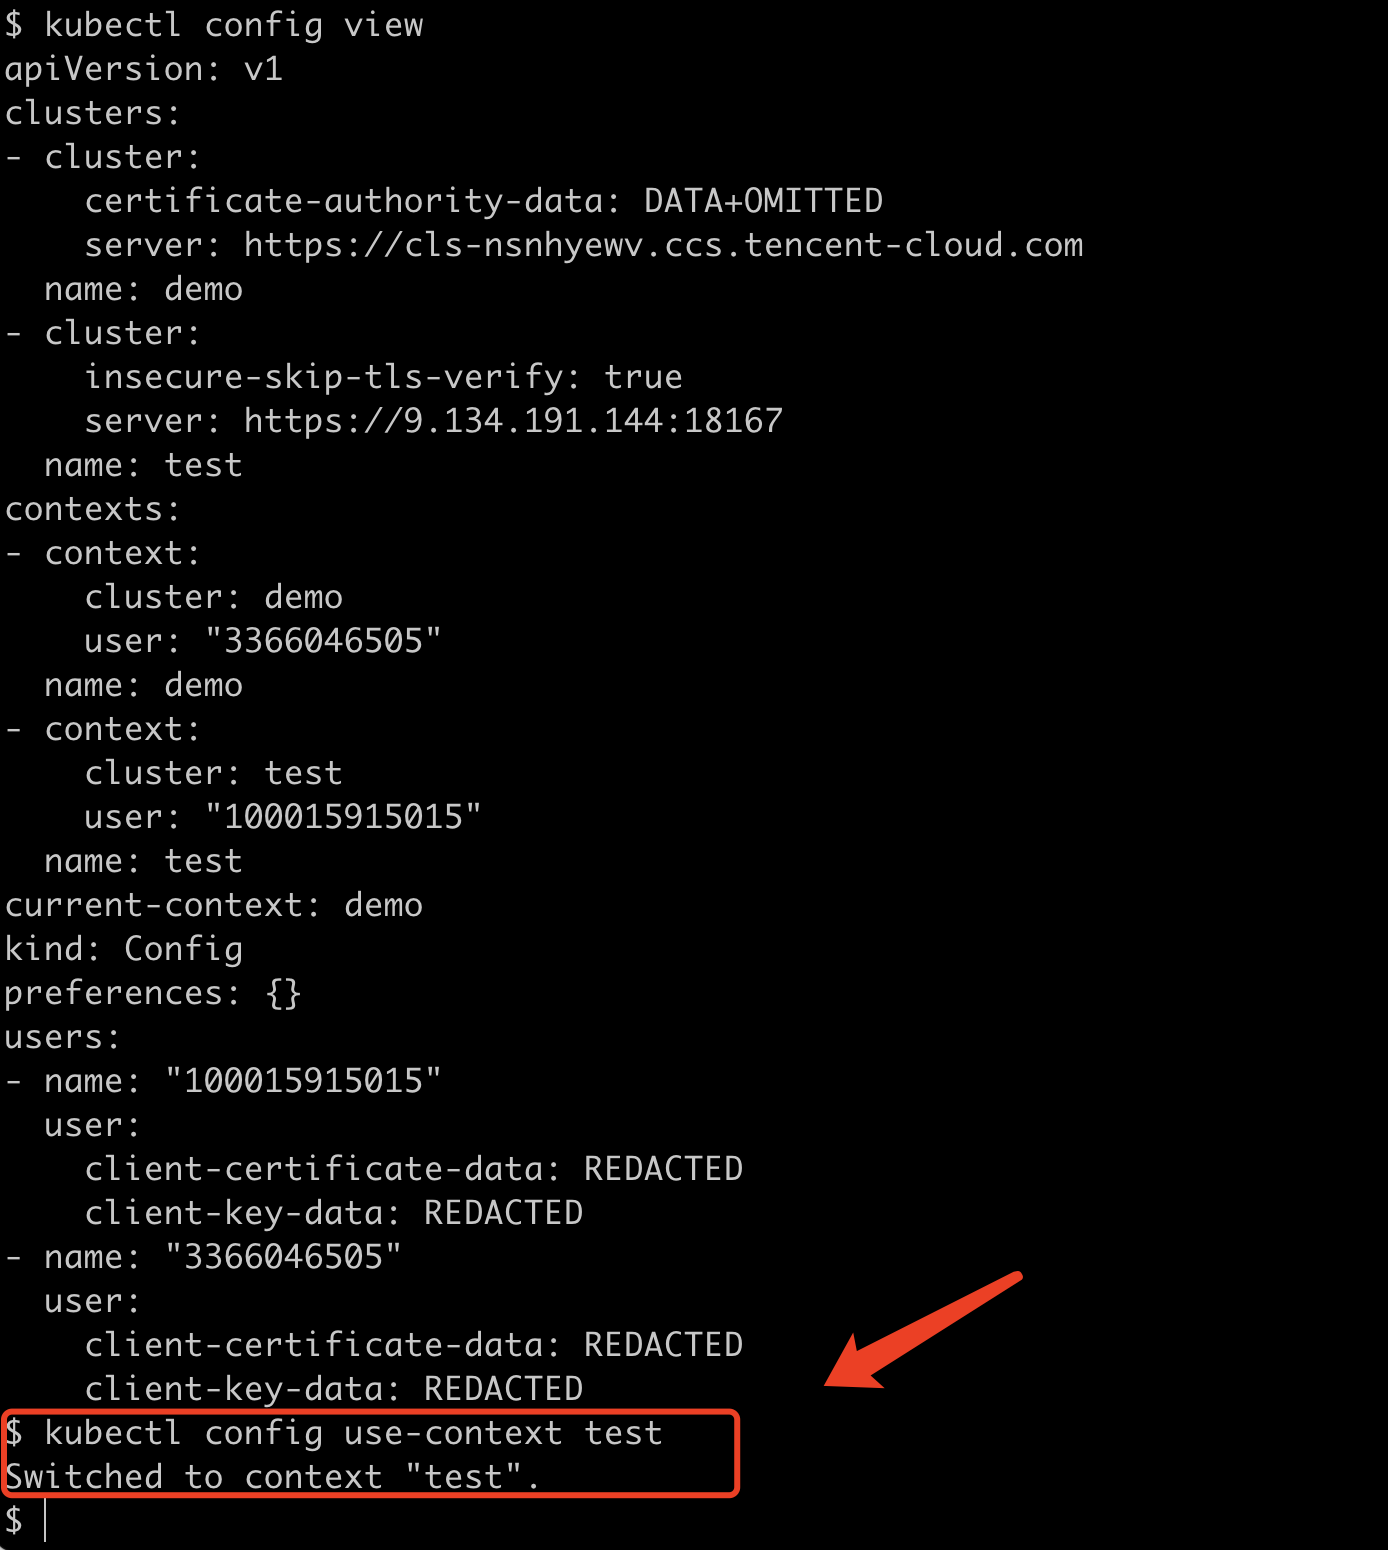 $ kubectl config view
apiVersion: v1
clusters:
- cluster:
    certificate-authority-data: DATA+OMITTED
    server: https://cls-nsnhyewv.ccs.tencent-cloud.com
  name: demo
- cluster:
    insecure-skip-tls-verify: true
    server: https://9.134.191.144:18167
  name: test
contexts:
- context:
    cluster: demo
    user: "3366046505"
  name: demo
- context:
    cluster: test
    user: "100015915015"
  name: test
current-context: demo
kind: Config
preferences: {}
users:
- name: "100015915015"
  user:
    client-certificate-data: REDACTED
    client-key-data: REDACTED
- name: "3366046505"
  user:
    client-certificate-data: REDACTED
    client-key-data: REDACTED
$ kubectl config use-context test
Switched to context "test".
$